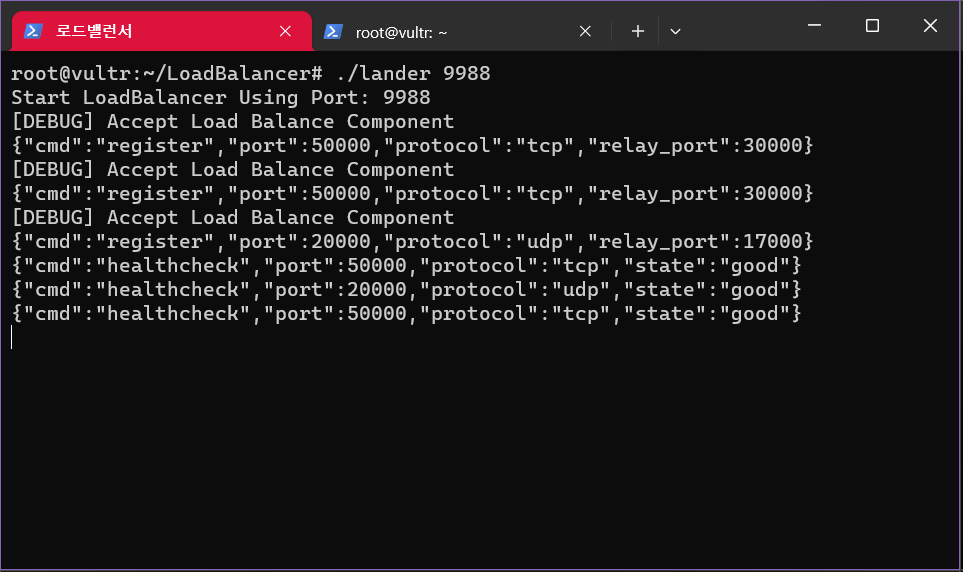 로드밸런서
root@vultr: ~
root@vultr:~/LoadBalancer# ./lander 9988
Start LoadBalancer Using Port: 9988
[DEBUG] Accept Load Balance Component
{"cmd":"register","port":50000,"protocol":"tcp","relay_port":30000}
[DEBUG] Accept Load Balance Component
{"cmd":"register","port":50000,"protocol":"tcp","relay_port":30000}
[DEBUG] Accept Load Balance Component
{"cmd":"register","port":20000,"protocol":"udp","relay_port":17000}
{"cmd":"healthcheck","port":50000,"protocol":"tcp","state":"good"}
{"cmd":"healthcheck","port":20000,"protocol":"udp","state":"good"}
{"cmd":"healthcheck","port":50000,"protocol":"tcp","state":"good"}